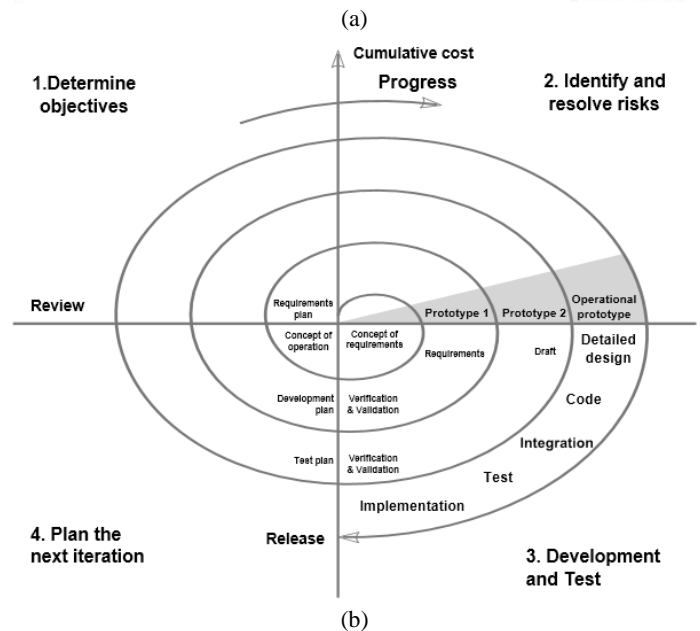 (a)
Cumulative cost
Progress
1.Determine
objectives
2. Identify and
resolve risks
Review
Requirements
plan
Prototype 1
Prototype 2
Operational
prototype
Concept of
operation
Concept of
requirements
Requirements
Draft
Detailed
design
Development
plan
Verification
& Validation
Code
Integration
Test plan
Verification
& Validation
Test
Implementation
Release
4. Plan the
next iteration
3. Development
and Test
(b)